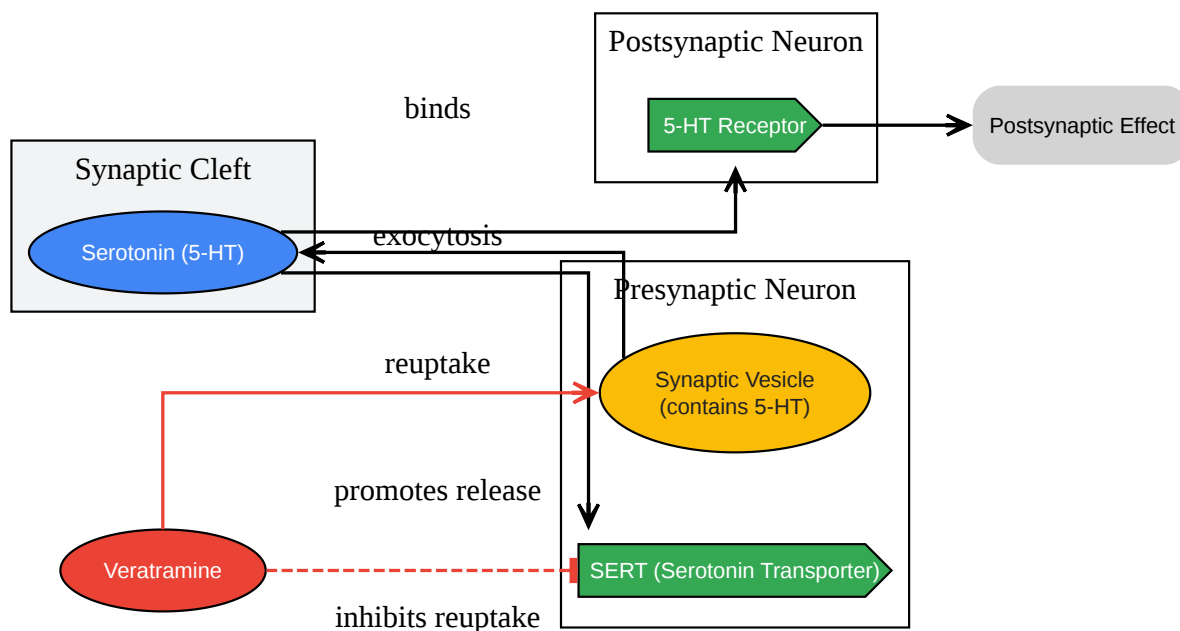 Postsynaptic Neuron
binds
5-HT Receptor
Postsynaptic Effect
Synaptic Cleft
Serotonin (5-HT)
exocytosis
Presynaptic Neuron
reuptake
Synaptic Vesicle
(contains 5-HT)
promotes release
Veratramine
SERT (Serotonin Transporter)
inhibits reuptake